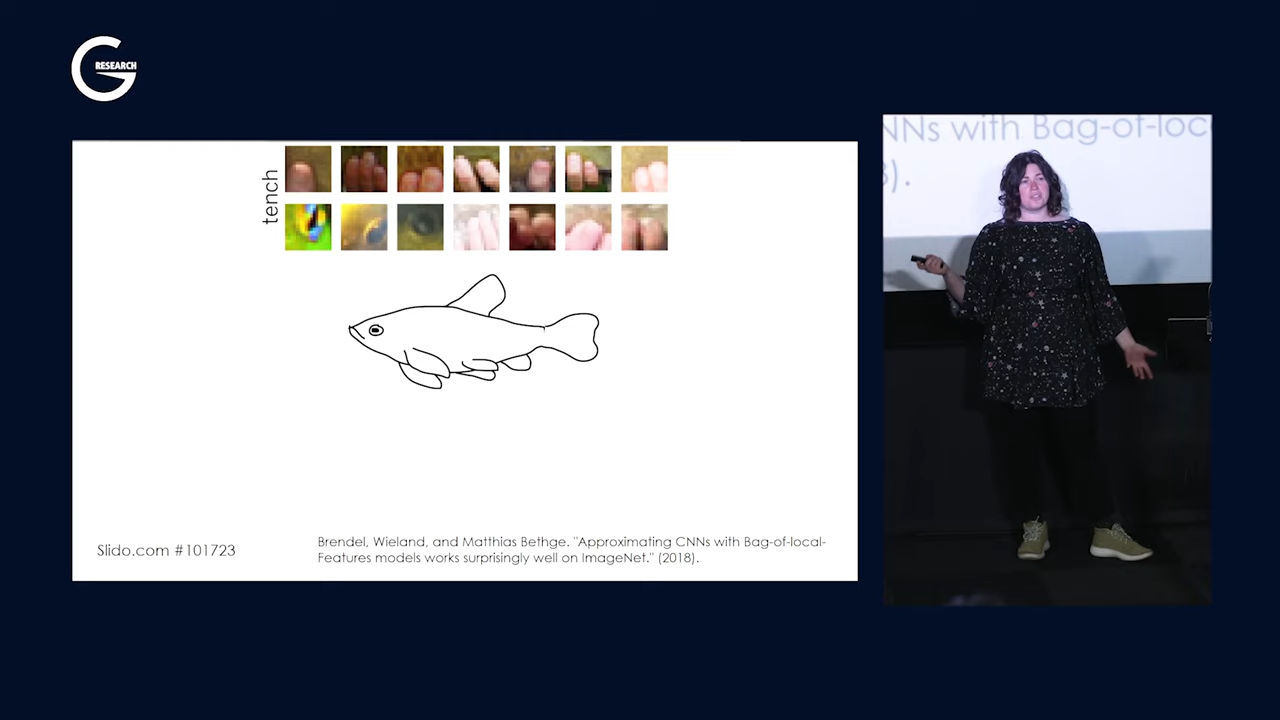 G RESEARCH
tench
Slido.com #101723
Brendel, Wieland, and Matthias Bethge. "Approximating CNNs with Bag-of-local-
Features models works surprisingly well on ImageNet." (2018).
NNs with Bag-of-loc
).